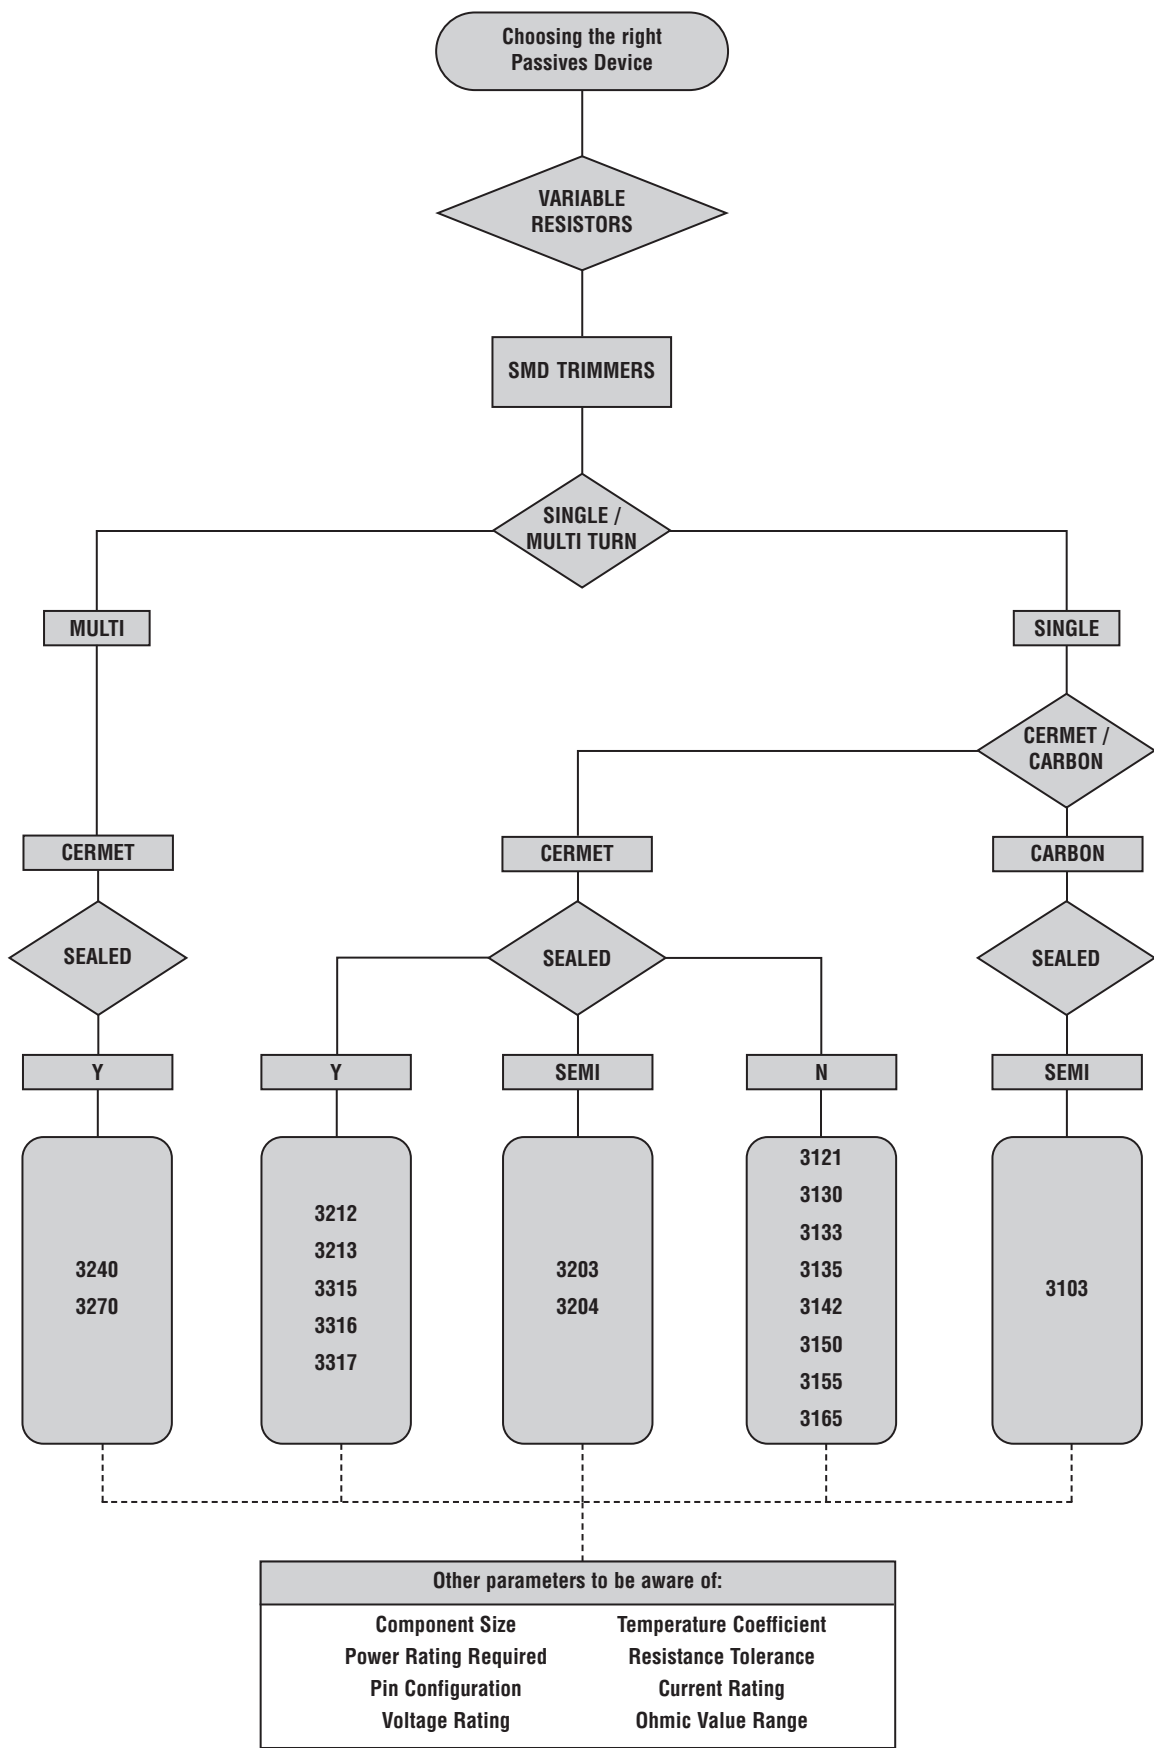 Choosing the right
Passives Device
VARIABLE
RESISTORS
SMD TRIMMERS
SINGLE /
MULTI TURN
MULTI
SINGLE
CERMET /
CARBON
CERMET
CERMET
CARBON
SEALED
SEALED
SEALED
Y
Y
SEMI
N
SEMI
3240
3270
3212
3213
3315
3316
3317
3203
3204
3121
3130
3133
3135
3142
3150
3155
3165
3103
Other parameters to be aware of:
Component Size
Power Rating Required
Pin Configuration
Voltage Rating
Temperature Coefficient
Resistance Tolerance
Current Rating
Ohmic Value Range